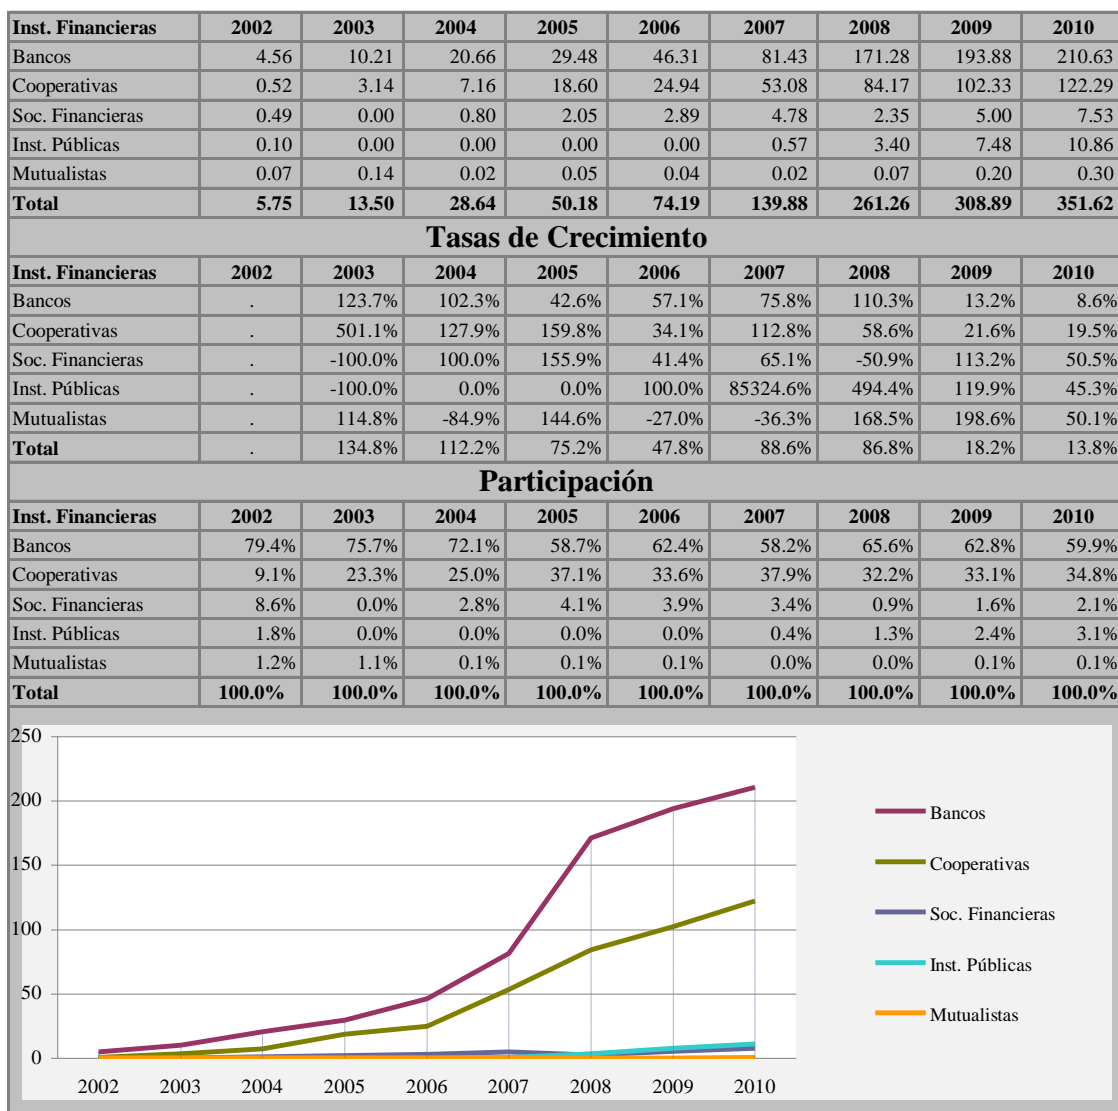 Inst. Financieras 2002 2003 2004 2005 2006 2007 2008 2009 2010
Bancos 4.56 10.21 20.66 29.48 46.31 81.43 171.28 193.88 210.63
Cooperativas 0.52 3.14 7.16 18.60 24.94 53.08 84.17 102.33 122.29
Soc. Financieras 0.49 0.00 0.80 2.05 2.89 4.78 2.35 5.00 7.53
Inst. Públicas 0.10 0.00 0.00 0.00 0.00 0.57 3.40 7.48 10.86
Mutualistas 0.07 0.14 0.02 0.05 0.04 0.02 0.07 0.20 0.30
Total 5.75 13.50 28.64 50.18 74.19 139.88 261.26 308.89 351.62
Tasas de Crecimiento
Inst. Financieras 2002 2003 2004 2005 2006 2007 2008 2009 2010
Bancos . 123.7% 102.3% 42.6% 57.1% 75.8% 110.3% 13.2% 8.6%
Cooperativas . 501.1% 127.9% 159.8% 34.1% 112.8% 58.6% 21.6% 19.5%
Soc. Financieras . -100.0% 100.0% 155.9% 41.4% 65.1% -50.9% 113.2% 50.5%
Inst. Públicas . -100.0% 0.0% 0.0% 100.0% 85324.6% 494.4% 119.9% 45.3%
Mutualistas . 114.8% -84.9% 144.6% -27.0% -36.3% 168.5% 198.6% 50.1%
Total . 134.8% 112.2% 75.2% 47.8% 88.6% 86.8% 18.2% 13.8%
Participación
Inst. Financieras 2002 2003 2004 2005 2006 2007 2008 2009 2010
Bancos 79.4% 75.7% 72.1% 58.7% 62.4% 58.2% 65.6% 62.8% 59.9%
Cooperativas 9.1% 23.3% 25.0% 37.1% 33.6% 37.9% 32.2% 33.1% 34.8%
Soc. Financieras 8.6% 0.0% 2.8% 4.1% 3.9% 3.4% 0.9% 1.6% 2.1%
Inst. Públicas 1.8% 0.0% 0.0% 0.0% 0.0% 0.4% 1.3% 2.4% 3.1%
Mutualistas 1.2% 1.1% 0.1% 0.1% 0.1% 0.0% 0.0% 0.1% 0.1%
Total 100.0% 100.0% 100.0% 100.0% 100.0% 100.0% 100.0% 100.0% 100.0%
250
200
150
100
50
0
2002 2003 2004 2005 2006 2007 2008 2009 2010
Bancos
Cooperativas
Soc. Financieras
Inst. Públicas
Mutualistas